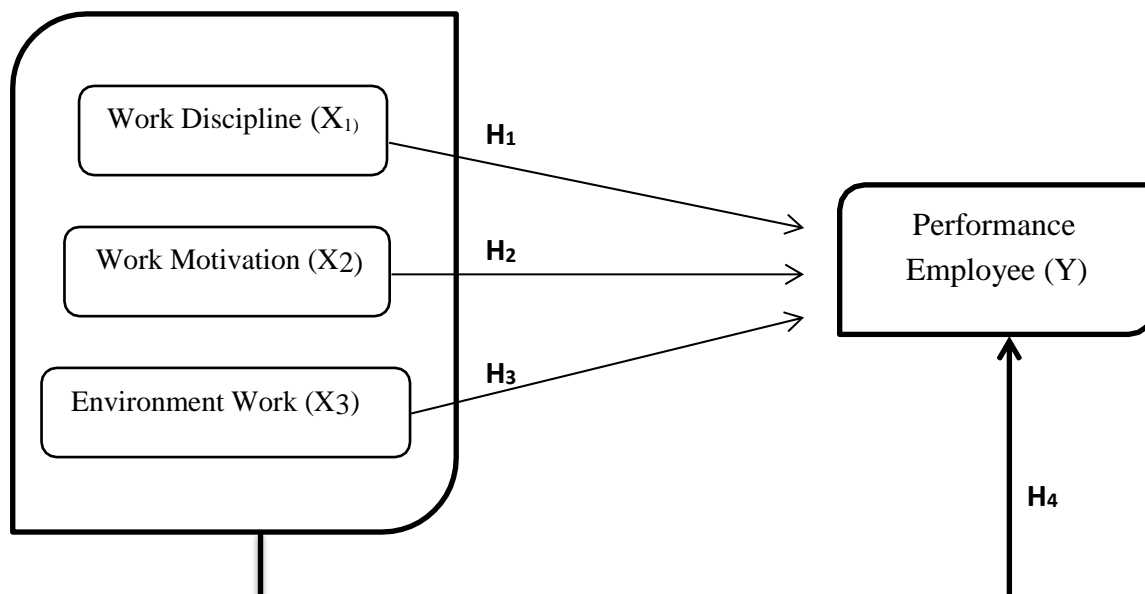 Work Discipline (X1)
H1
Work Motivation (X2)
H2
Environment Work (X3)
H3
Performance
Employee (Y)
H4